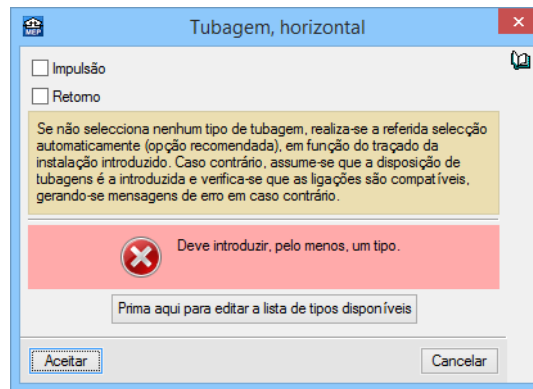 MEP
Tubagem, horizontal
Impulsão
Retorno
Se não selecciona nenhum tipo de tubagem, realiza-se a referida selecção
automaticamente (opção recomendada), em função do traçado da
instalação introduzido. Caso contrário, assume-se que a disposição de
tubagens é a introduzida e verifica-se que as ligações são compatíveis,
gerando-se mensagens de erro em caso contrário.
Deve introduzir, pelo menos, um tipo.
Prima aqui para editar a lista de tipos disponíveis
Aceitar
Cancelar